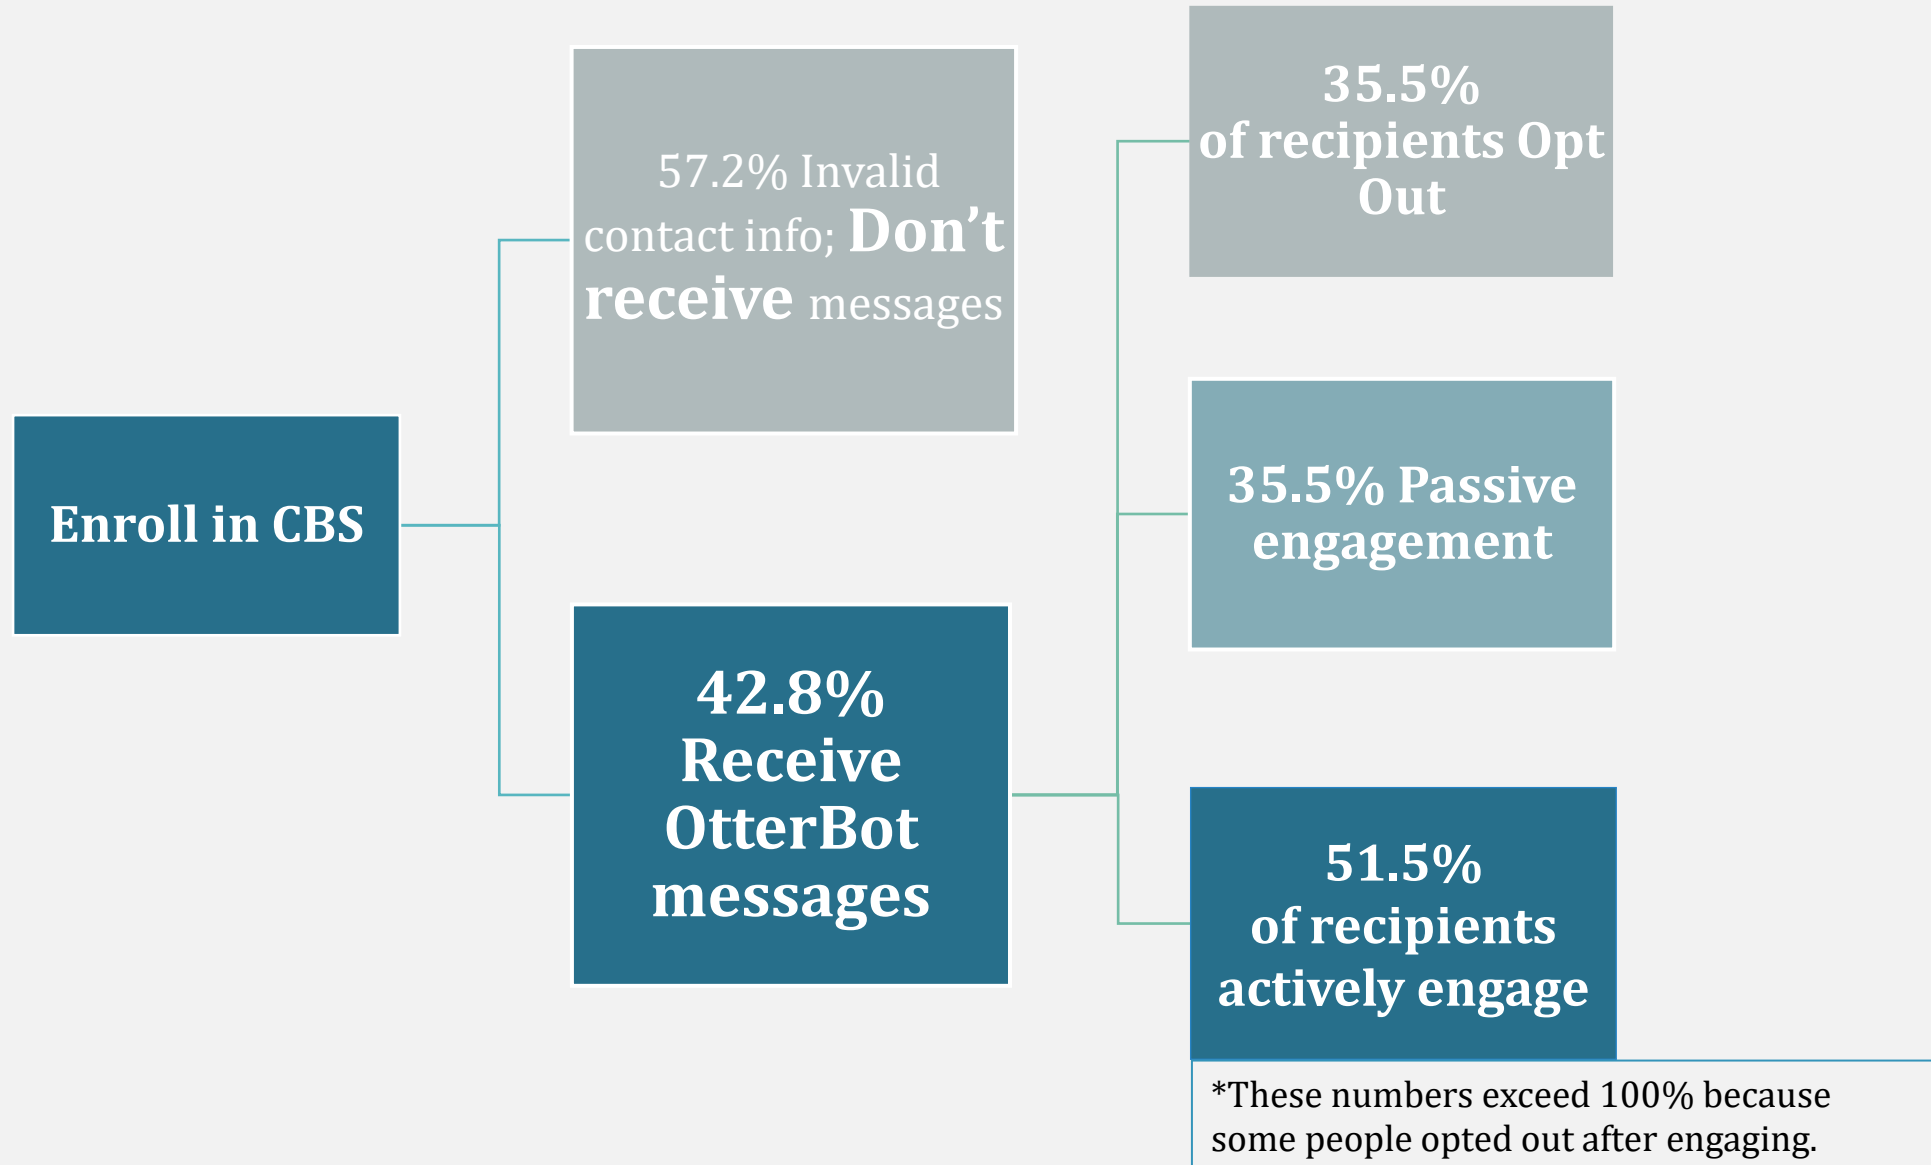 Enroll in CBS
57.2% Invalid
contact info; Don’t
receive messages
42.8%
Receive
OtterBot
messages
35.5%
of recipients Opt
Out
35.5% Passive
engagement
51.5%
of recipients
actively engage
*These numbers exceed 100% because
some people opted out after engaging.